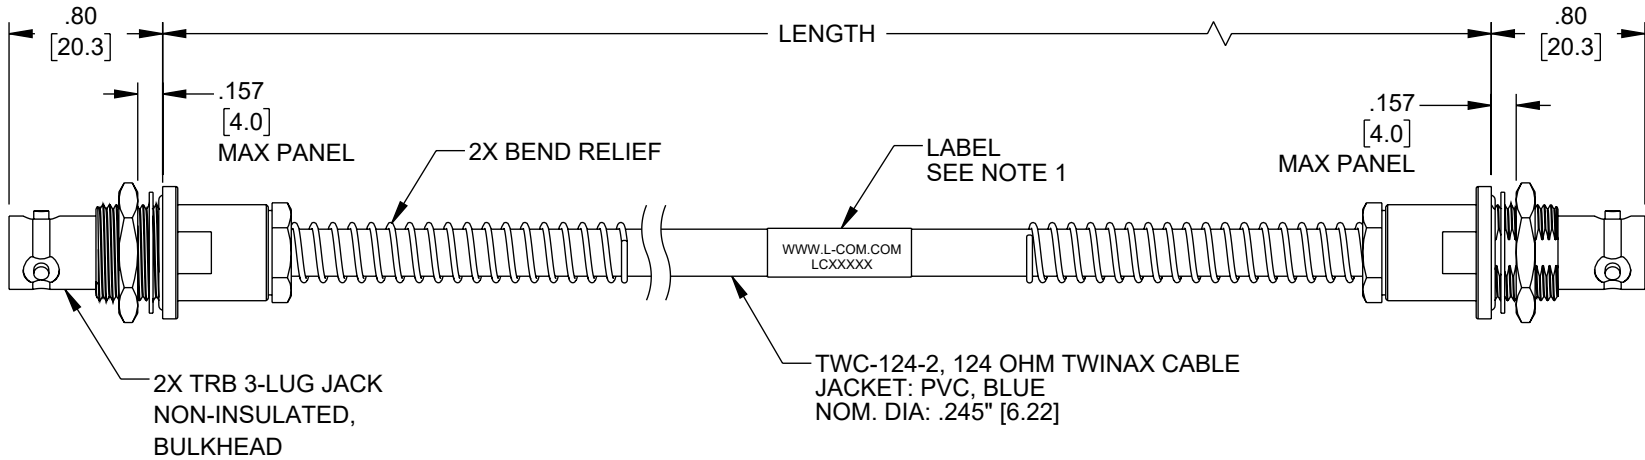 .80
[20.3]
LENGTH
.80
[20.3]
.157
[4.0]
MAX PANEL
2X BEND RELIEF
LABEL
SEE NOTE 1
.157
[4.0]
MAX PANEL
WWW.L-COM.COM
LCXXXXX
2X TRB 3-LUG JACK
NON-INSULATED,
BULKHEAD
TWC-124-2, 124 OHM TWINAX CABLE
JACKET: PVC, BLUE
NOM. DIA: .245" [6.22]